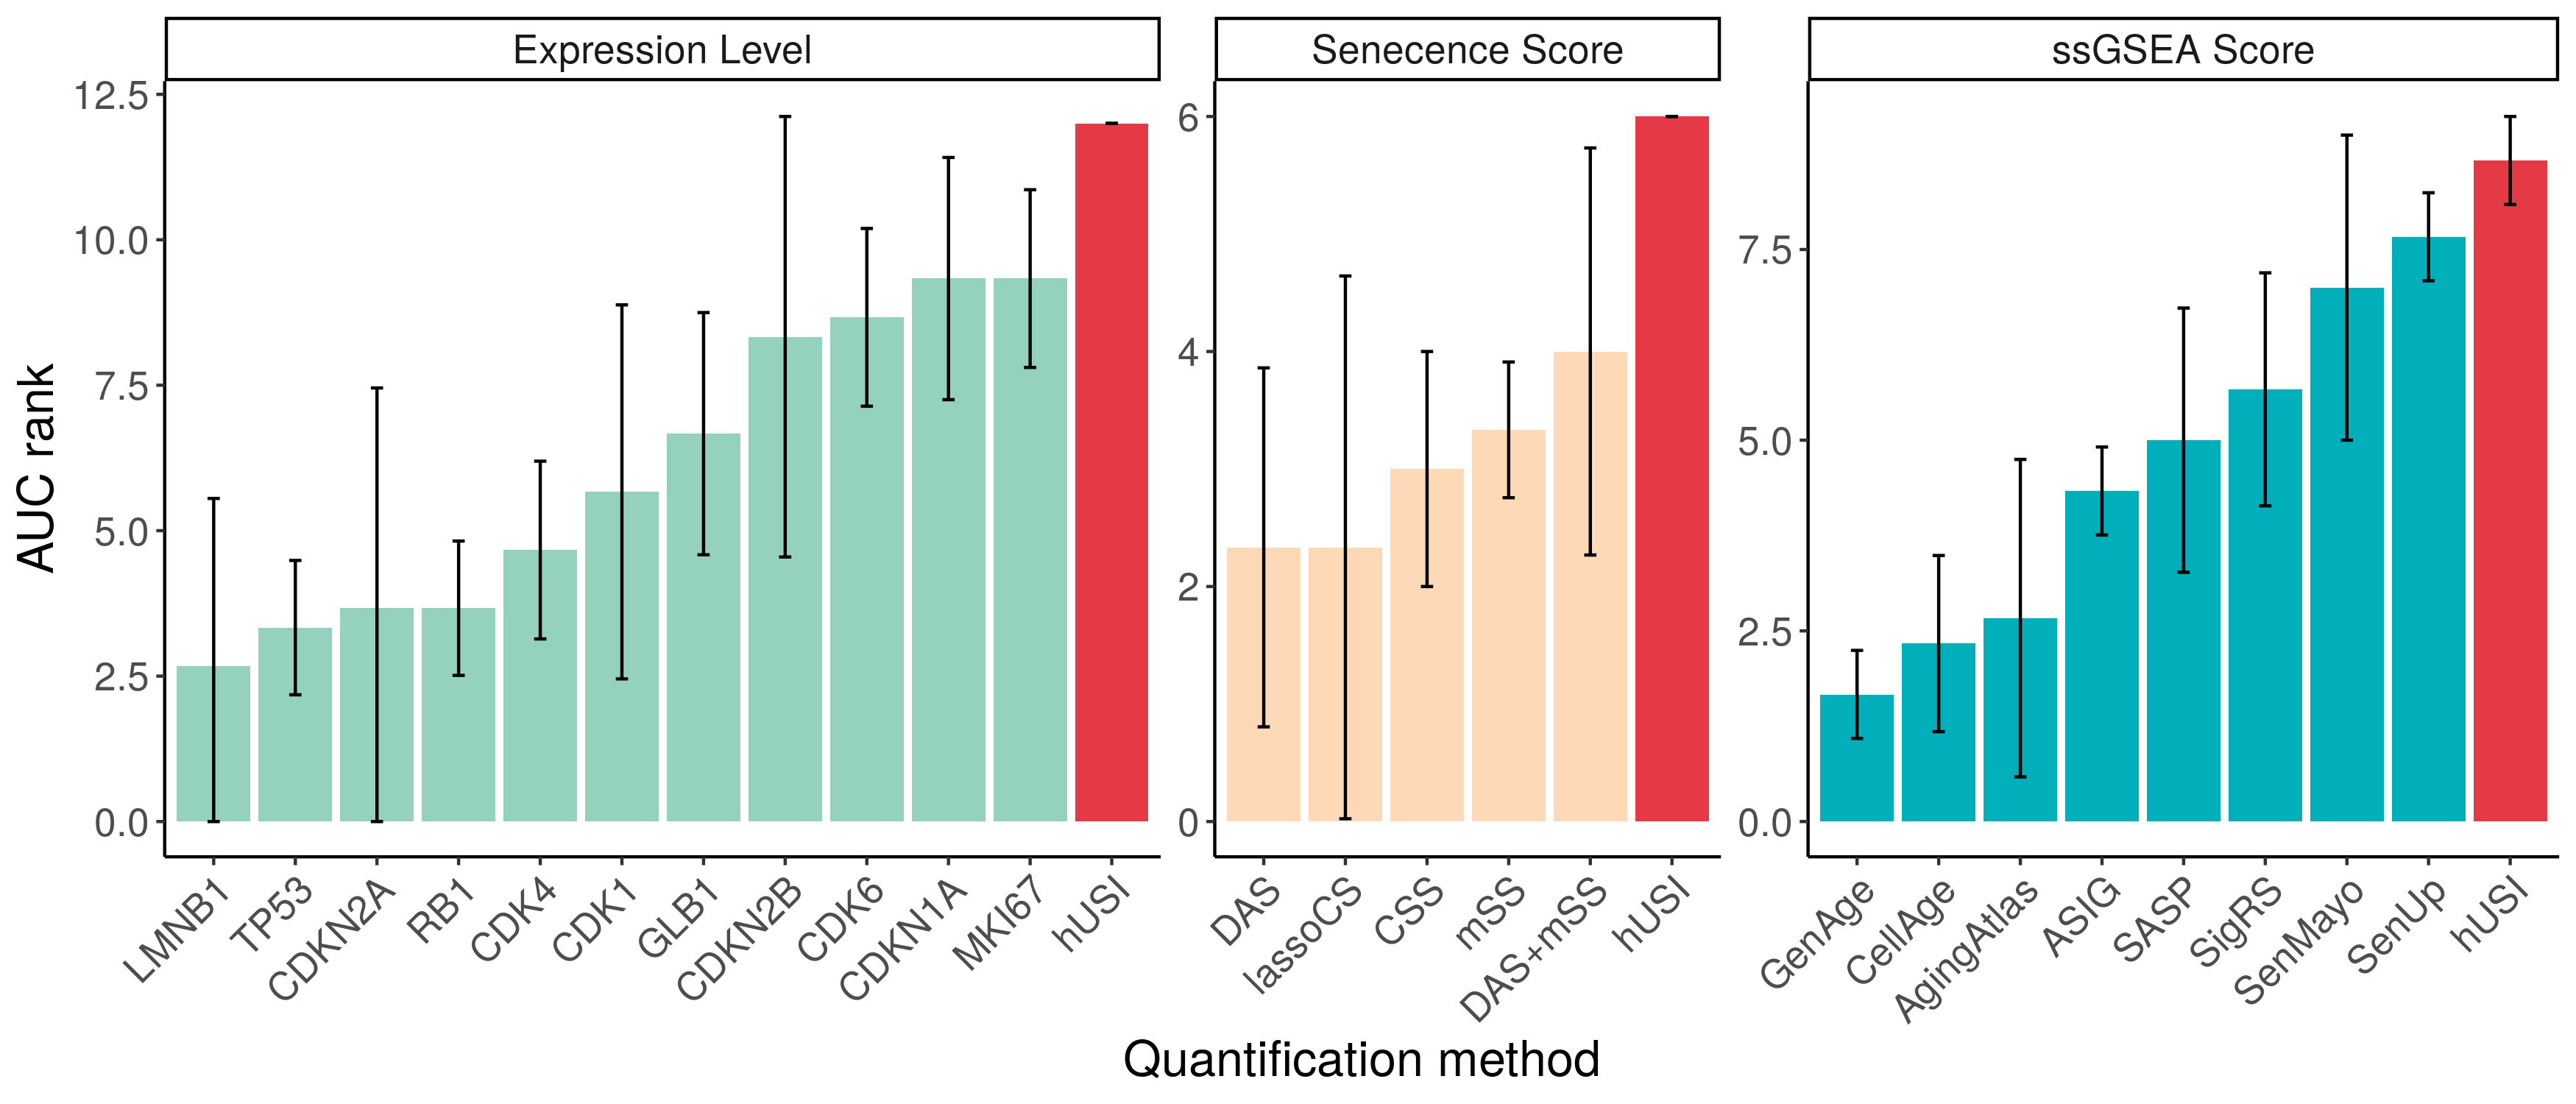 Expression Level
Senecence Score
ssGSEA Score
AUC rank
12.5
10.0
7.5
5.0
2.5
0.0
6
4
2
0
7.5
5.0
2.5
0.0
LMNB1
TP53
CDKN2A
RB1
CDK4
CDK1
GLB1
CDKN2B
CDK6
CDKN1A
MKI67
hUSI
DAS
lassoCS
CSS
mSS
DAS+mSS
hUSI
GenAge
CellAge
AgingAtlas
ASIG
SASP
SigRS
SenMayo
SenUp
hUSI
Quantification method